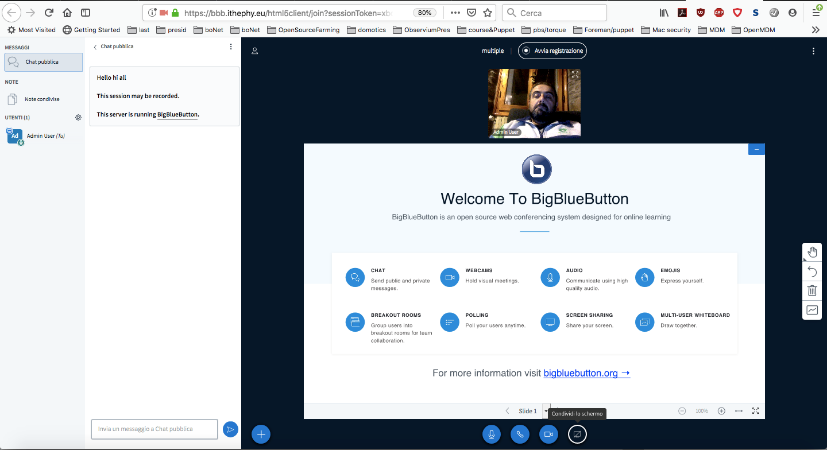 https://bbb.ithephy.eu/html5client/join?sessionToken=xb
80%
Cerca
Most Visited
Getting Started
last
presid
boNet
boNet
OpenSourceFarming
domotics
ObserviumPres
course&Puppet
pbs/torque
Foreman/puppet
Mac security
MDM
OpenMDM
MESSAGGI
Chat pubblica
NOTE
Note condivise
UTENTI (1)
Ad
Admin User (Tu)
Chat pubblica
Hello hi all
This session may be recorded.
This server is running BigBlueButton.
Invia un messaggio a Chat pubblica
multiple
Avvia registrazione
Admin User
b
Welcome To BigBlueButton
BigBlueButton is an open source web conferencing system designed for online learning
CHAT
Send public and private
messages.
WEBCAMS
Hold visual meetings.
AUDIO
Communicate using high
quality audio.
EMOJIS
Express yourself.
BREAKOUT ROOMS
Group users into
breakout rooms for team
collaboration.
POLLING
Poll your users anytime.
SCREEN SHARING
Share your screen.
MULTI-USER WHITEBOARD
Draw together.
For more information visit bigbluebutton.org →
Slide 1
Condividi lo schermo
100%